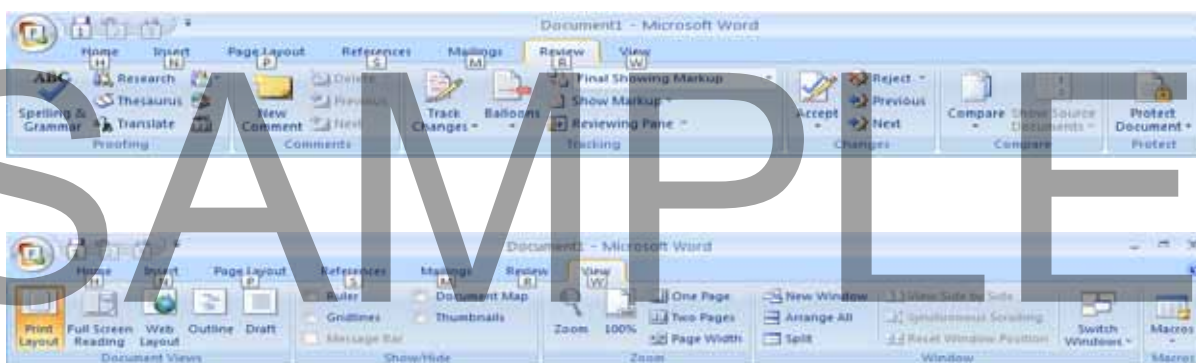 Document1 - Microsoft Word
Home Insert Page Layout References Mailings Review View
H N P S M R W
ABC Research Delete Final Showing Markup Reject
Thesaurus Previous Show Markup Previous
Spelling & Grammar Translate New Comment Next Track Changes Balloons Reviewing Pane Accept Next Compare Show Source Documents Protect Document
Proofing Comments Tracking Changes Compare Protect
SAMPLE
Document1 - Microsoft Word
Home Insert Page Layout References Mailings Review View
H N P S M R W
Ruler Document Map One Page New Window View Side by Side
Gridlines Thumbnails Two Pages Arrange All Synchronous Scrolling
Print Layout Full Screen Reading Web Layout Outline Draft Message Bar Zoom 100% Page Width Split Reset Window Position Switch Windows Macros
Document Views Show/Hide Zoom Window Macros